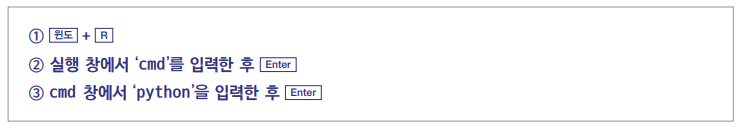 ① 윈도 + R
② 실행 창에서 ‘cmd’를 입력한 후 Enter
③ cmd 창에서 ‘python’을 입력한 후 Enter